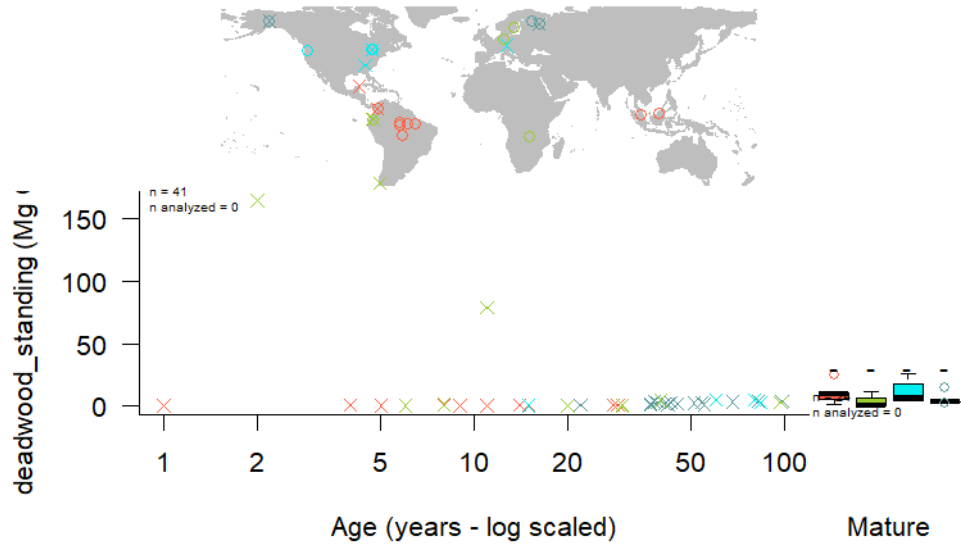 n = 41
n analyzed = 0
deadwood_standing (Mg
150
100
50
0
n analyzed = 0
1 2 5 10 20 50 100
Age (years - log scaled)
Mature